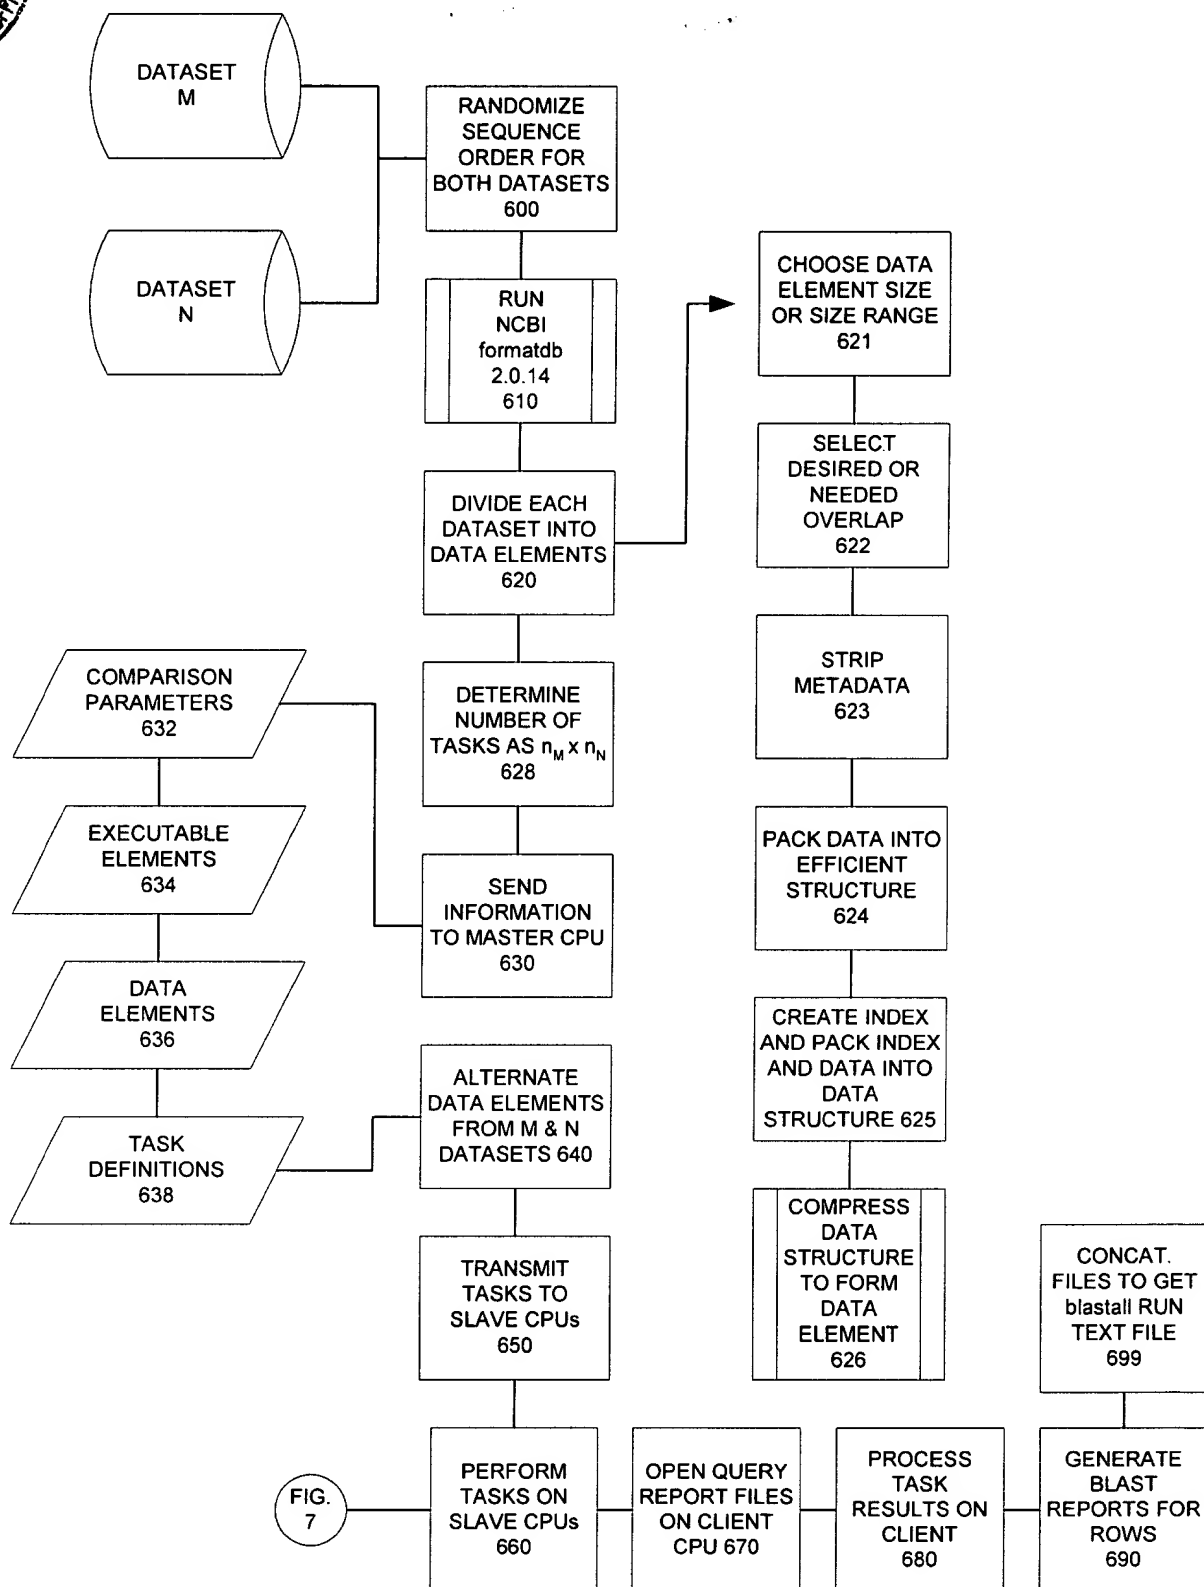 DATASET
M
RANDOMIZE
SEQUENCE
ORDER FOR
BOTH DATASETS
600
DATASET
N
RUN
NCBI
formatdb
2.0.14
610
CHOOSE DATA
ELEMENT SIZE
OR SIZE RANGE
621
SELECT
DESIRED OR
NEEDED
OVERLAP
622
DIVIDE EACH
DATASET INTO
DATA ELEMENTS
620
STRIP
METADATA
623
COMPARISON
PARAMETERS
632
DETERMINE
NUMBER OF
TASKS AS nM x nN
628
EXECUTABLE
ELEMENTS
634
PACK DATA INTO
EFFICIENT
STRUCTURE
624
SEND
INFORMATION
TO MASTER CPU
630
DATA
ELEMENTS
636
CREATE INDEX
AND PACK INDEX
AND DATA INTO
DATA
STRUCTURE 625
ALTERNATE
DATA ELEMENTS
FROM M & N
DATASETS 640
TASK
DEFINITIONS
638
COMPRESS
DATA
STRUCTURE
TO FORM
DATA
ELEMENT
626
TRANSMIT
TASKS TO
SLAVE CPUs
650
CONCAT.
FILES TO GET
blastall RUN
TEXT FILE
699
FIG.
7
PERFORM
TASKS ON
SLAVE CPUs
660
OPEN QUERY
REPORT FILES
ON CLIENT
CPU 670
PROCESS
TASK
RESULTS ON
CLIENT
680
GENERATE
BLAST
REPORTS FOR
ROWS
690